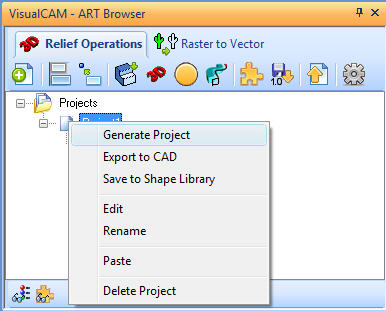 VisualCAM - ART Browser
Relief Operations Raster to Vector
1.0
Projects
Generate Project
Export to CAD
Save to Shape Library
Edit
Rename
Paste
Delete Project